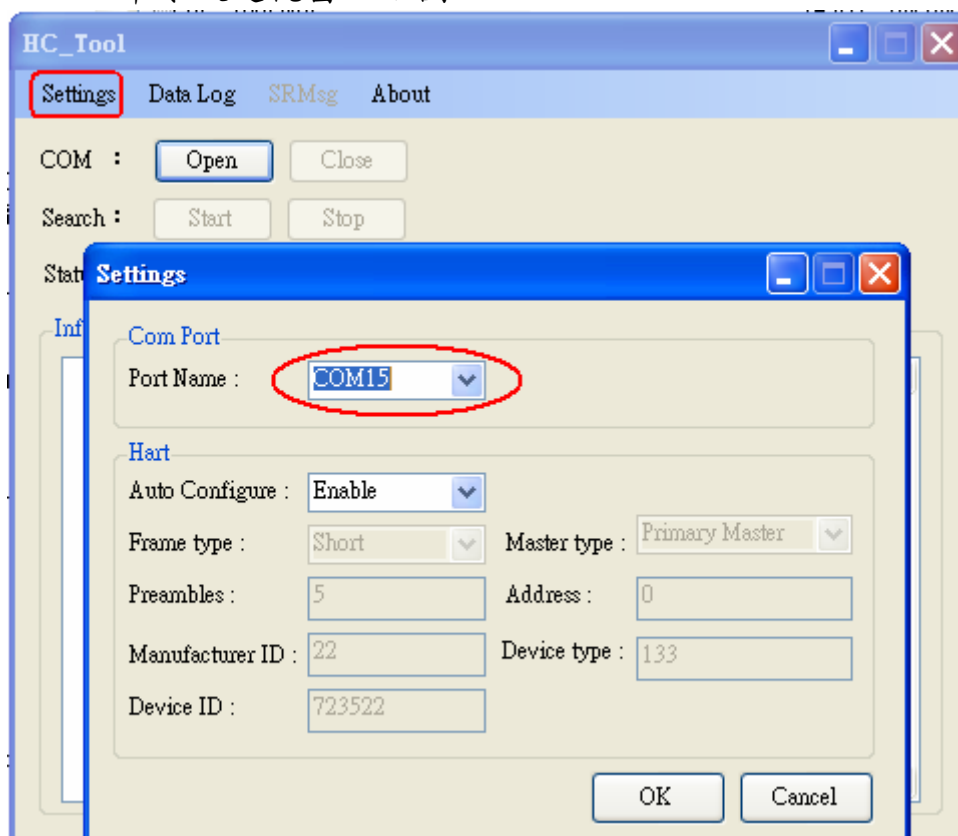 HC_Tool
Settings Data Log SRMsg About
COM : Open Close
Search : Start Stop
Settings
Com Port
Port Name : COM15
Hart
Auto Configure : Enable
Frame type : Short Master type : Primary Master
Preambles : 5 Address : 0
Manufacturer ID : 22 Device type : 133
Device ID : 723522
OK Cancel